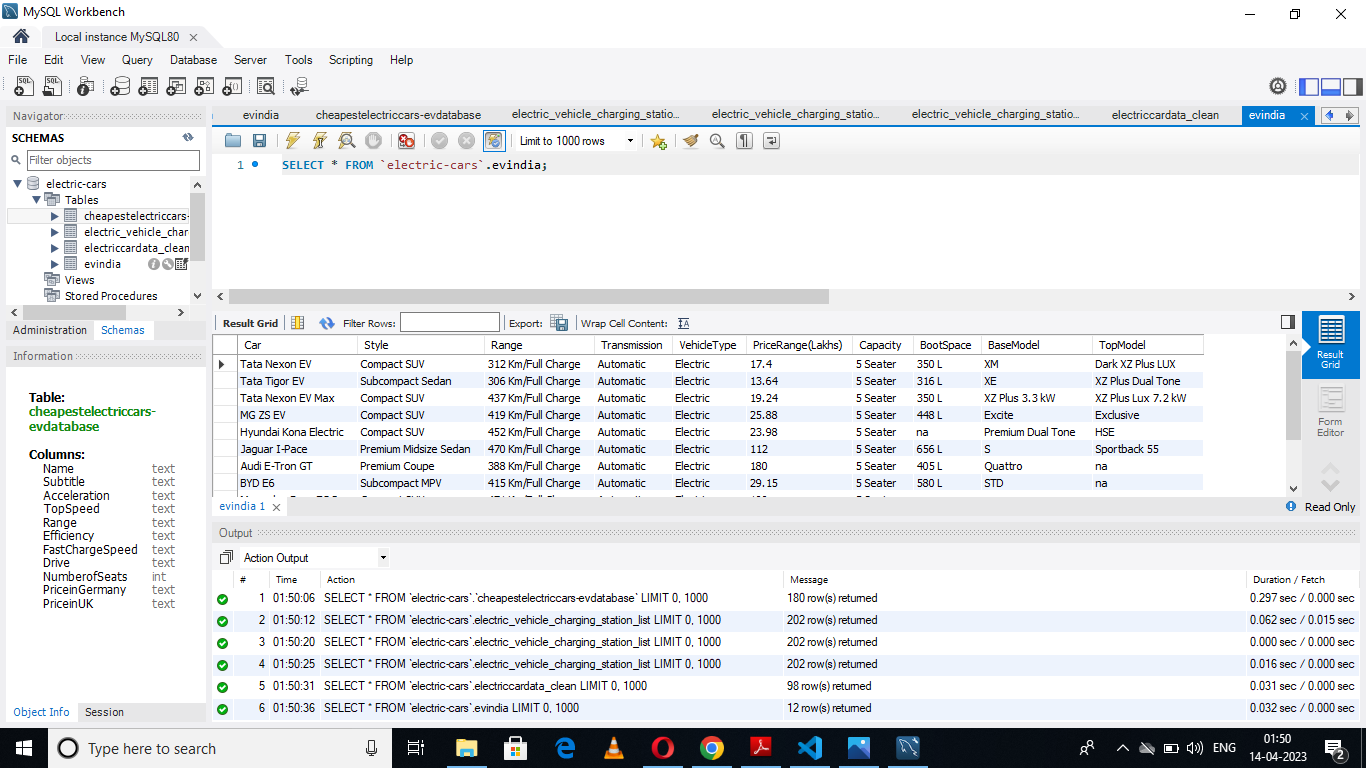 MySQL Workbench
Local instance MySQL80
File Edit View Query Database Server Tools Scripting Help
Navigator
SCHEMAS
Filter objects
electric-cars
Tables
cheapestelectriccars-
electric_vehicle_char
electriccardata_clean
evindia
Views
Stored Procedures
Administration Schemas
Information
Table:
cheapestelectriccars-
evdatabase
Columns:
Name text
Subtitle text
Acceleration text
TopSpeed text
Range text
Efficiency text
FastChargeSpeed text
Drive text
NumberofSeats int
PriceinGermany text
PriceinUK text
Object Info Session
evindia cheapestelectriccars-evdatabase electric_vehicle_charging_statio... electric_vehicle_charging_statio... electric_vehicle_charging_statio... electriccardata_clean evindia
Limit to 1000 rows
1 SELECT * FROM `electric-cars`.evindia;
Result Grid Filter Rows: Export: Wrap Cell Content:
Car Style Range Transmission VehicleType PriceRange(Lakhs) Capacity BootSpace BaseModel TopModel
Tata Nexon EV Compact SUV 312 Km/Full Charge Automatic Electric 17.4 5 Seater 350 L XM Dark XZ Plus LUX
Tata Tigor EV Subcompact Sedan 306 Km/Full Charge Automatic Electric 13.64 5 Seater 316 L XE XZ Plus Dual Tone
Tata Nexon EV Max Compact SUV 437 Km/Full Charge Automatic Electric 19.24 5 Seater 350 L XZ Plus 3.3 kW XZ Plus Lux 7.2 kW
MG ZS EV Compact SUV 419 Km/Full Charge Automatic Electric 25.88 5 Seater 448 L Excite Exclusive
Hyundai Kona Electric Compact SUV 452 Km/Full Charge Automatic Electric 23.98 5 Seater na Premium Dual Tone HSE
Jaguar I-Pace Premium Midsize Sedan 470 Km/Full Charge Automatic Electric 112 5 Seater 656 L S Sportback 55
Audi E-Tron GT Premium Coupe 388 Km/Full Charge Automatic Electric 180 5 Seater 405 L Quattro na
BYD E6 Subcompact MPV 415 Km/Full Charge Automatic Electric 29.15 5 Seater 580 L STD na
Result
Grid
Form
Editor
evindia 1
Read Only
Output
Action Output
# Time Action Message Duration / Fetch
1 01:50:06 SELECT * FROM `electric-cars`.`cheapestelectriccars-evdatabase` LIMIT 0, 1000 180 row(s) returned 0.297 sec / 0.000 sec
2 01:50:12 SELECT * FROM `electric-cars`.electric_vehicle_charging_station_list LIMIT 0, 1000 202 row(s) returned 0.062 sec / 0.015 sec
3 01:50:20 SELECT * FROM `electric-cars`.electric_vehicle_charging_station_list LIMIT 0, 1000 202 row(s) returned 0.000 sec / 0.000 sec
4 01:50:25 SELECT * FROM `electric-cars`.electric_vehicle_charging_station_list LIMIT 0, 1000 202 row(s) returned 0.016 sec / 0.000 sec
5 01:50:31 SELECT * FROM `electric-cars`.electriccardata_clean LIMIT 0, 1000 98 row(s) returned 0.031 sec / 0.000 sec
6 01:50:36 SELECT * FROM `electric-cars`.evindia LIMIT 0, 1000 12 row(s) returned 0.032 sec / 0.000 sec
Type here to search
ENG
01:50
14-04-2023
2